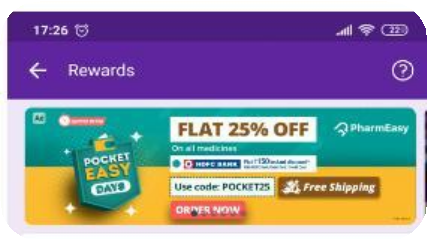 17:26
22
Rewards
Ad
PharmEasy
POCKET
EASY
DAYS
FLAT 25% OFF
On all medicines
HDFC BANK
Use code: POCKET25
Free Shipping
ORDER NOW